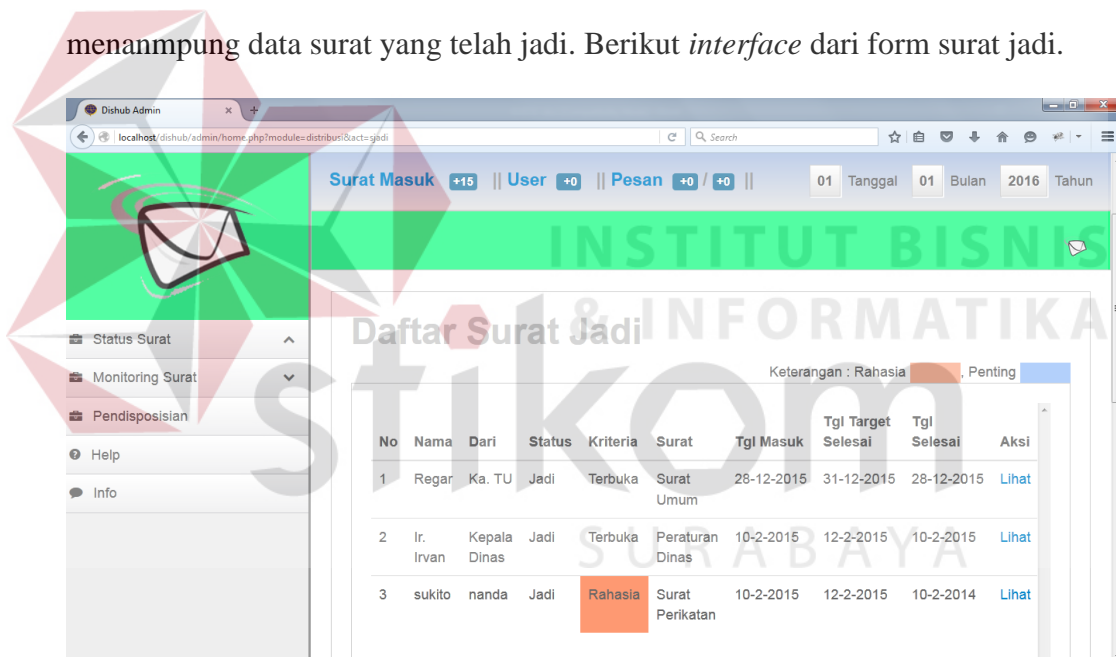 menanmpung data surat yang telah jadi. Berikut interface dari form surat jadi.
Dishub Admin × +
localhost/dishub/admin/home.php?module=distribusi&act=sjadi Search
Surat Masuk +15 || User +0 || Pesan +0 / +0 || 01 Tanggal 01 Bulan 2016 Tahun
INSTITUT BISNIS
& INFORMATIKA
stikom
SURABAYA
Status Surat
Monitoring Surat
Pendisposisian
Help
Info
Daftar Surat Jadi
Keterangan : Rahasia , Penting
No Nama Dari Status Kriteria Surat Tgl Masuk Tgl Target Selesai Tgl Selesai Aksi
1 Regar Ka. TU Jadi Terbuka Surat Umum 28-12-2015 31-12-2015 28-12-2015 Lihat
2 Ir. Irvan Kepala Dinas Jadi Terbuka Peraturan Dinas 10-2-2015 12-2-2015 10-2-2015 Lihat
3 sukito nanda Jadi Rahasia Surat Perikatan 10-2-2015 12-2-2015 10-2-2014 Lihat